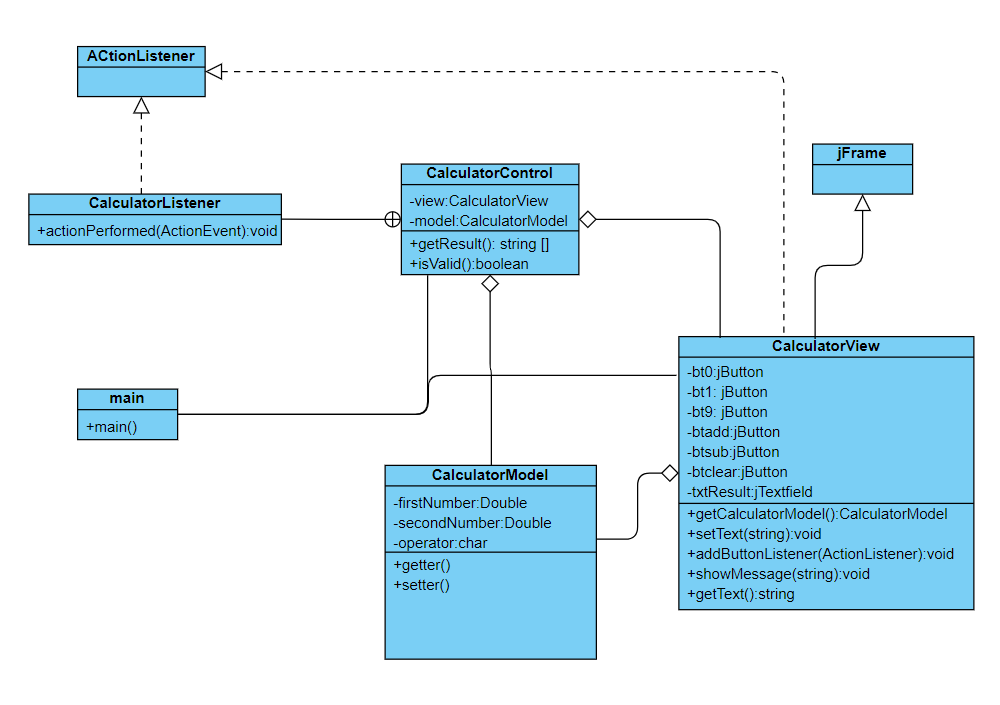 ACtionListener
jFrame
CalculatorControl
-view:CalculatorView
-model:CalculatorModel
+getResult(): string []
+isValid():boolean
CalculatorListener
+actionPerformed(ActionEvent):void
CalculatorView
-bt0:jButton
-bt1: jButton
-bt9: jButton
-btadd:jButton
-btsub:jButton
-btclear:jButton
-txtResult:jTextfield
+getCalculatorModel():CalculatorModel
+setText(string):void
+addButtonListener(ActionListener):void
+showMessage(string):void
+getText():string
main
+main()
CalculatorModel
-firstNumber:Double
-secondNumber:Double
-operator:char
+getter()
+setter()